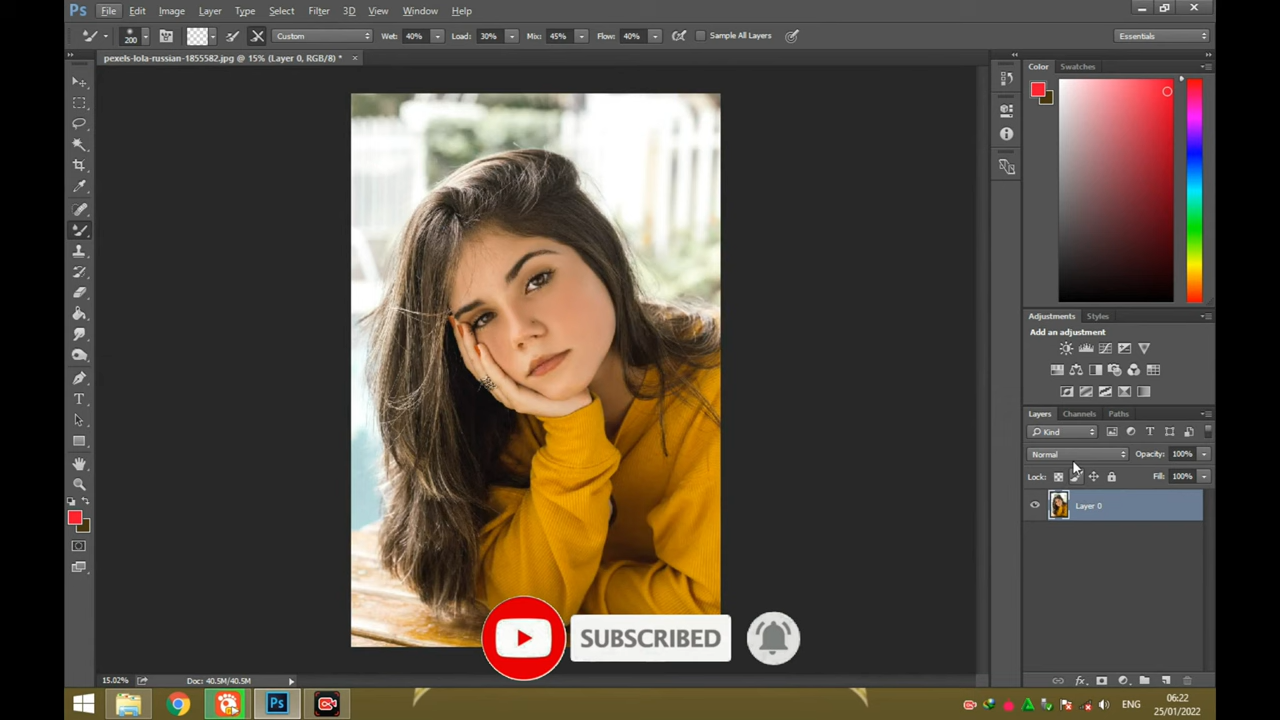 Ps File Edit Image Layer Type Select Filter 3D View Window Help
200 Custom Wet: 40% Load: 30% Mix: 45% Flow: 40% Sample All Layers Essentials
pexels-lola-russian-1855582.jpg @ 15% (Layer 0, RGB/8) *
Color Swatches
Adjustments Styles
Add an adjustment
Layers Channels Paths
Kind
Normal Opacity: 100%
Lock: Fill: 100%
Layer 0
SUBSCRIBED
15.02% Doc: 40.5M/40.5M
Ps ENG 06:22
25/01/2022